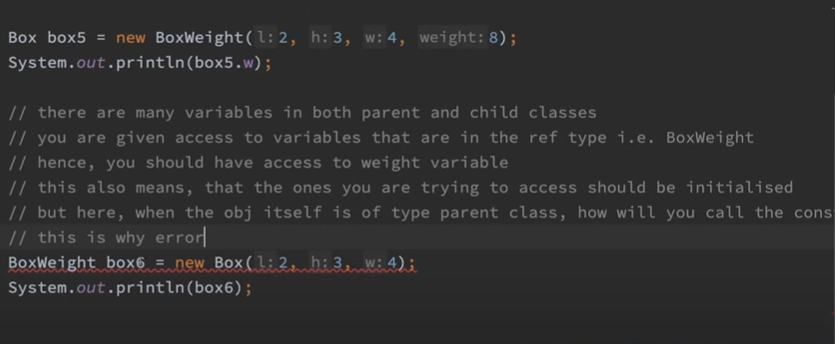 Box box5 = new BoxWeight(l: 2, h: 3, w: 4, weight: 8);
System.out.println(box5.w);
// there are many variables in both parent and child classes
// you are given access to variables that are in the ref type i.e. BoxWeight
// hence, you should have access to weight variable
// this also means, that the ones you are trying to access should be initialised
// but here, when the obj itself is of type parent class, how will you call the cons
// this is why error
BoxWeight box6 = new Box(l: 2, h: 3, w: 4);
System.out.println(box6);